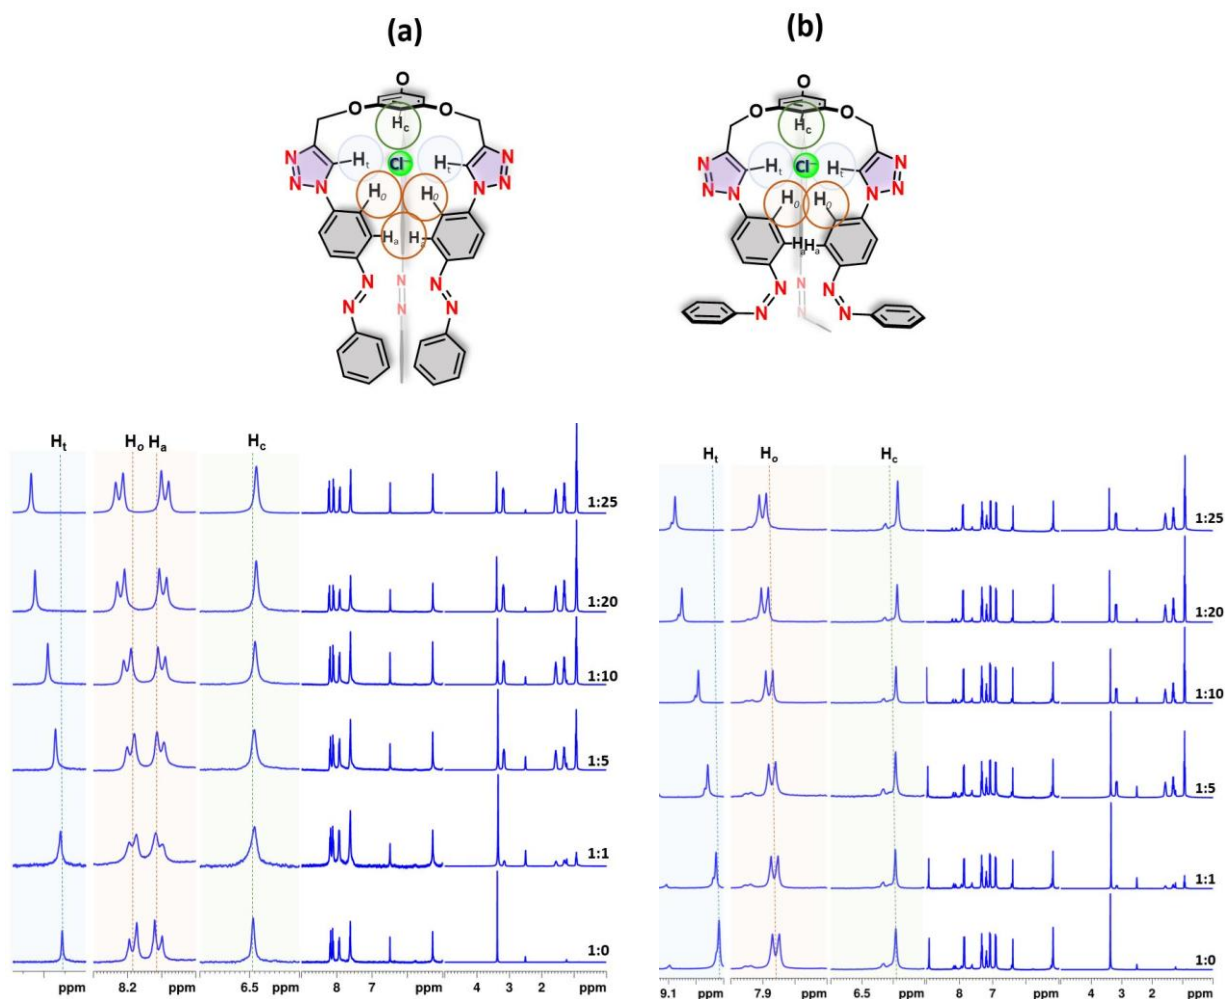 (a)
(b)
O
O O
Hc
N N
N Ht Cl⁻ Ht N
N N
Ho Ho
Ha Ha
N N N
N N N
O
O O
Hc
N N
N Ht Cl⁻ Ht N
N N
Ho Ho
Ha Ha
N N N
N N N
Ht Ho Ha Hc
1:25
1:20
1:10
1:5
1:1
1:0
ppm 8.2 ppm 6.5 ppm 8 7 ppm 3 2 ppm
Ht Ho Hc
1:25
1:20
1:10
1:5
1:1
1:0
9.1 ppm 7.9 ppm 6.5 ppm 8 7 ppm 4 3 2 ppm